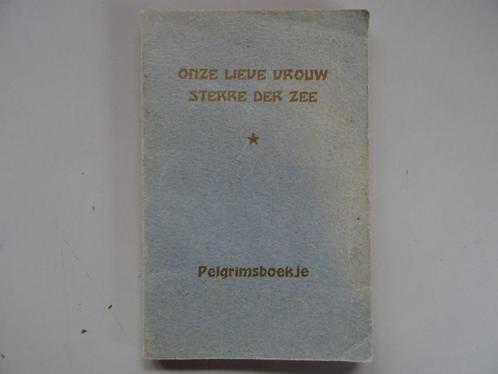 ONZE LIEVE VROUW
STERRE DER ZEE
Pelgrimsboekje